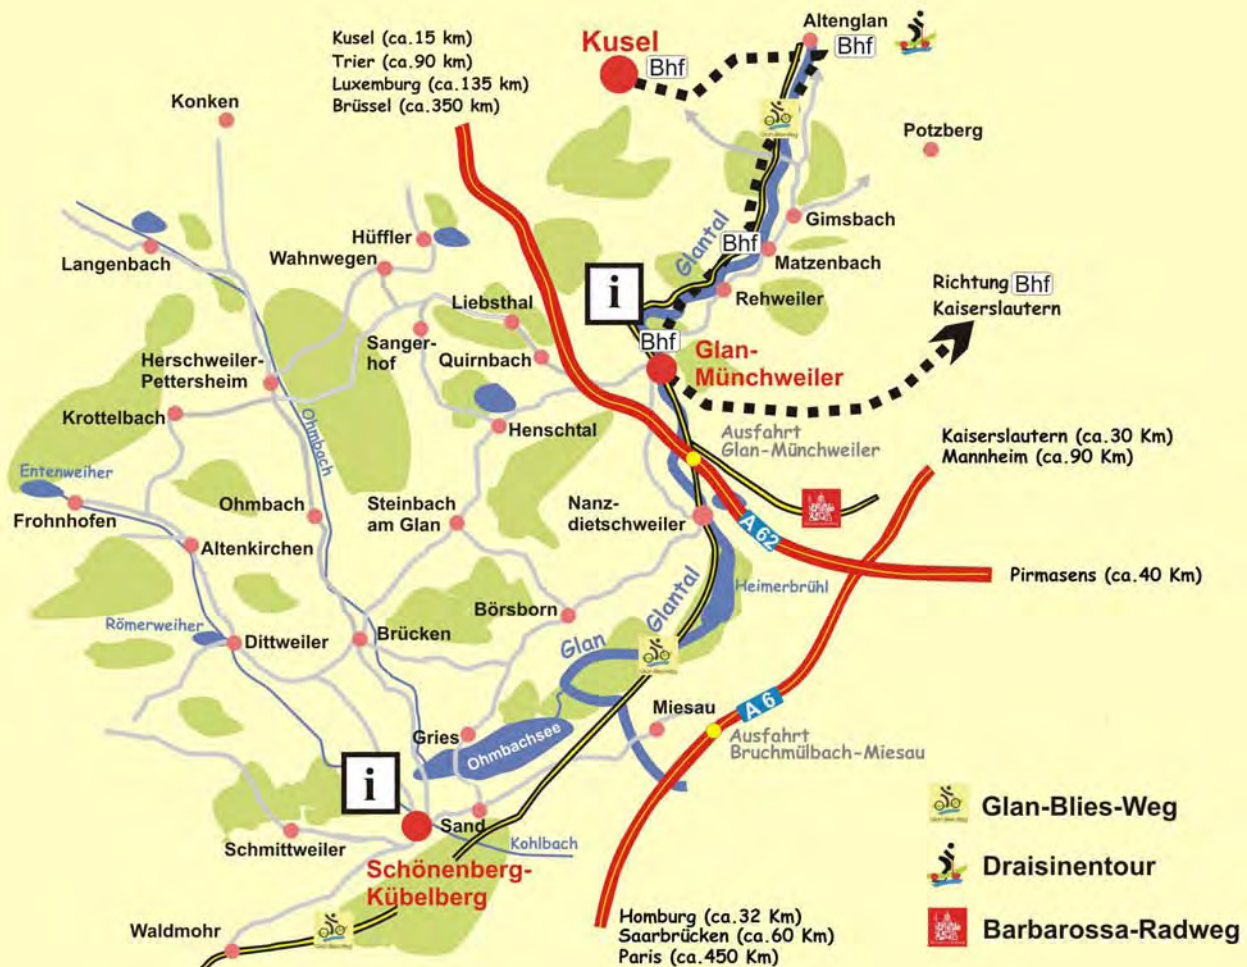 Altenglan
Bhf
Kusel
Bhf
Kusel (ca.15 km)
Trier (ca.90 km)
Luxemburg (ca.135 km)
Brüssel (ca.350 km)
Konken
Potzberg
Glantal
Gimsbach
Hüffler
Langenbach
Wahnwegen
Bhf
Matzenbach
i
Rehweiler
Richtung Bhf
Kaiserslautern
Liebsthal
Sanger-
hof
Quirnbach
Bhf
Glan-
Münchweiler
Herschweiler-
Pettersheim
Krottelbach
Ohmbach
Henschtal
Ausfahrt
Glan-Münchweiler
Kaiserslautern (ca.30 Km)
Mannheim (ca.90 Km)
Entenweiher
Frohnhofen
Ohmbach
Steinbach
am Glan
Nanz-
dietschweiler
A 62
Altenkirchen
Heimerbrühl
Pirmasens (ca.40 Km)
Römerweiher
Dittweiler
Brücken
Börsborn
Glan
Glantal
Miesau
A 6
Gries
Ohmbachsee
Ausfahrt
Bruchmülbach-Miesau
i
Sand
Kohlbach
Schmittweiler
Schönenberg-
Kübelberg
Waldmohr
Homburg (ca.32 Km)
Saarbrücken (ca.60 Km)
Paris (ca.450 Km)
Glan-Blies-Weg
Draisinentour
Barbarossa-Radweg